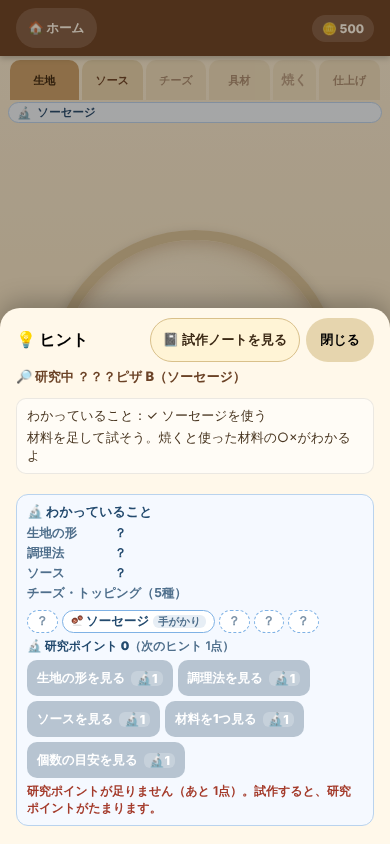 ホーム
500
生地 ソース チーズ 具材 焼く 仕上げ
ソーセージ
ヒント
試作ノートを見る
閉じる
研究中 ？？？ピザ B（ソーセージ）
わかっていること：✓ ソーセージを使う
材料を足して試そう。焼くと使った材料の○×がわかる
よ
わかっていること
生地の形 ？
調理法 ？
ソース ？
チーズ・トッピング（5種）
？ ソーセージ 手がかり ？ ？ ？
研究ポイント 0（次のヒント 1点）
生地の形を見る 1
調理法を見る 1
ソースを見る 1
材料を1つ見る 1
個数の目安を見る 1
研究ポイントが足りません（あと 1点）。試作すると、研究
ポイントがたまります。